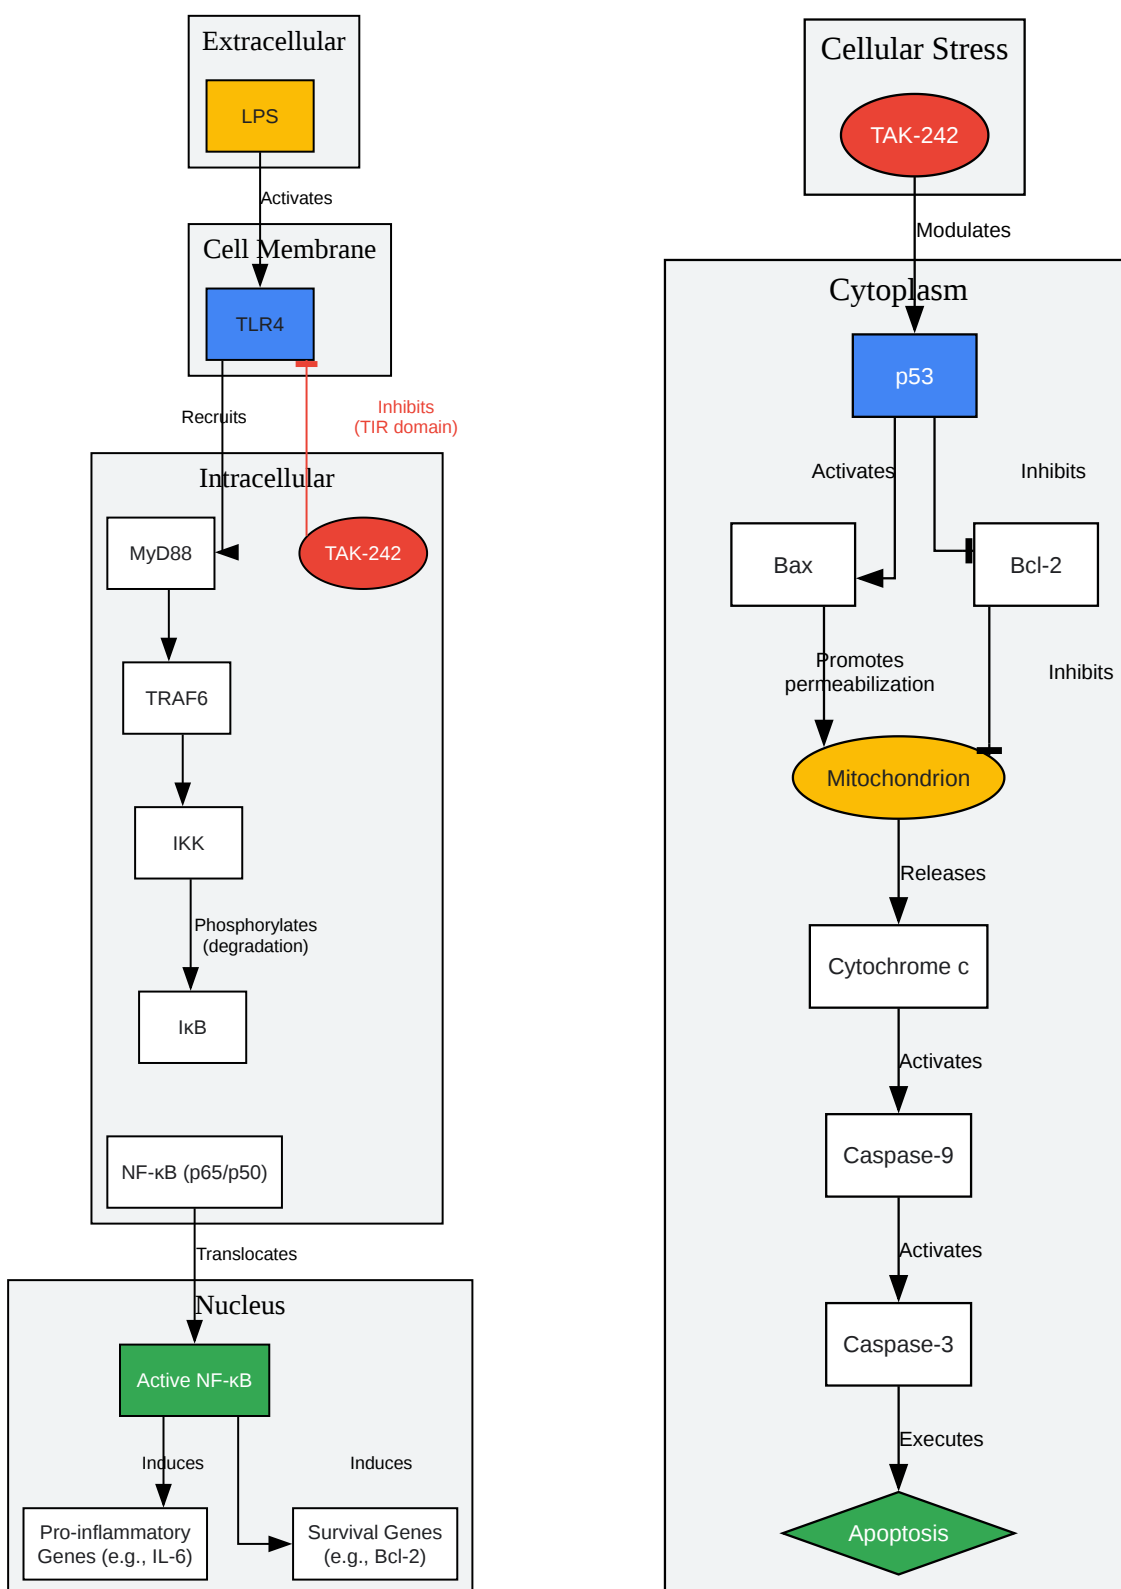 Extracellular
LPS
Activates
Cell Membrane
TLR4
Recruits
Inhibits
(TIR domain)
Intracellular
MyD88
TAK-242
TRAF6
IKK
Phosphorylates
(degradation)
IκB
NF-κB (p65/p50)
Translocates
Nucleus
Active NF-κB
Induces
Induces
Pro-inflammatory
Genes (e.g., IL-6)
Survival Genes
(e.g., Bcl-2)
Cellular Stress
TAK-242
Modulates
Cytoplasm
p53
Activates
Inhibits
Bax
Bcl-2
Promotes
permeabilization
Inhibits
Mitochondrion
Releases
Cytochrome c
Activates
Caspase-9
Activates
Caspase-3
Executes
Apoptosis